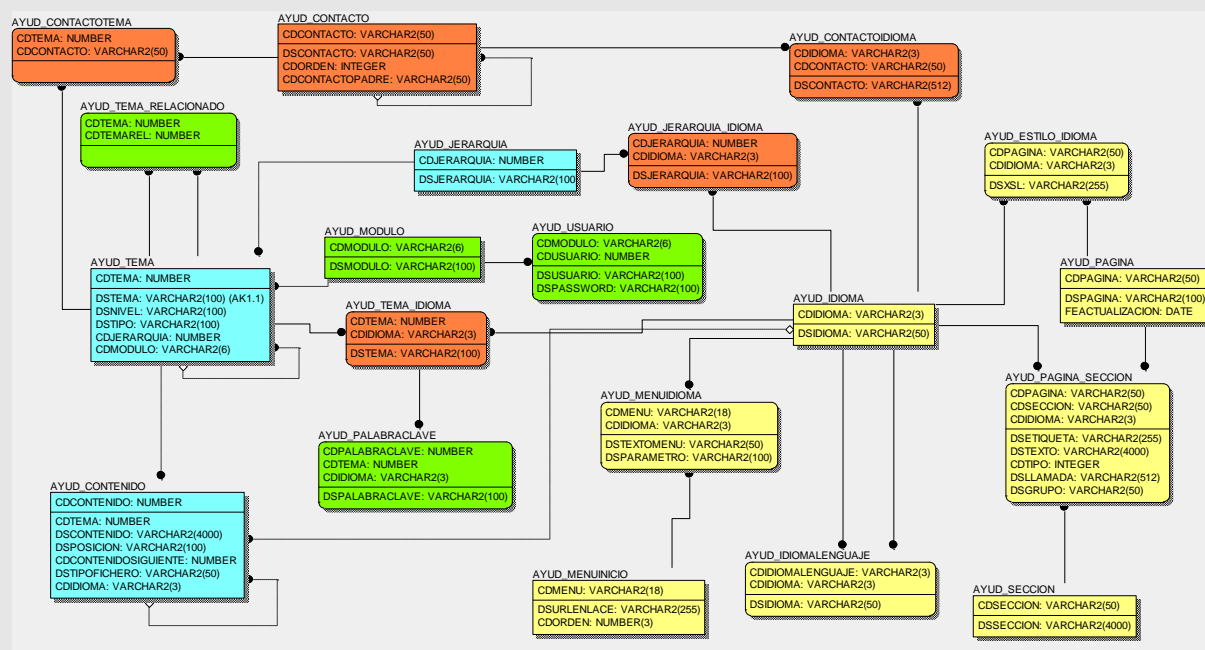 AYUD_CONTACTOTEMA
CDTEMA: NUMBER
CDCONTACTO: VARCHAR2(50)
AYUD_CONTACTO
CDCONTACTO: VARCHAR2(50)
DSCONTACTO: VARCHAR2(50)
CDORDEN: INTEGER
CDCONTACTOPADRE: VARCHAR2(50)
AYUD_CONTACTOIDIOMA
CDIDIOMA: VARCHAR2(3)
CDCONTACTO: VARCHAR2(50)
DSCONTACTO: VARCHAR2(512)
AYUD_TEMA_RELACIONADO
CDTEMA: NUMBER
CDTEMAREL: NUMBER
AYUD_JERARQUIA
CDJERARQUIA: NUMBER
DSJERARQUIA: VARCHAR2(100
AYUD_JERARQUIA_IDIOMA
CDJERARQUIA: NUMBER
CDIDIOMA: VARCHAR2(3)
DSJERARQUIA: VARCHAR2(100)
AYUD_ESTILO_IDIOMA
CDPAGINA: VARCHAR2(50)
CDIDIOMA: VARCHAR2(3)
DSXSL: VARCHAR2(255)
AYUD_MODULO
CDMODULO: VARCHAR2(6)
DSMODULO: VARCHAR2(100)
AYUD_USUARIO
CDMODULO: VARCHAR2(6)
CDUSUARIO: NUMBER
DSUSUARIO: VARCHAR2(100)
DSPASSWORD: VARCHAR2(100)
AYUD_PAGINA
CDPAGINA: VARCHAR2(50)
DSPAGINA: VARCHAR2(100)
FEACTUALIZACION: DATE
AYUD_TEMA
CDTEMA: NUMBER
DSTEMA: VARCHAR2(100) (AK1.1)
DSNIVEL: VARCHAR2(100)
DSTIPO: VARCHAR2(100)
CDJERARQUIA: NUMBER
CDMODULO: VARCHAR2(6)
AYUD_TEMA_IDIOMA
CDTEMA: NUMBER
CDIDIOMA: VARCHAR2(3)
DSTEMA: VARCHAR2(100)
AYUD_IDIOMA
CDIDIOMA: VARCHAR2(3)
DSIDIOMA: VARCHAR2(50)
AYUD_MENUIDIOMA
CDMENU: VARCHAR2(18)
CDIDIOMA: VARCHAR2(3)
DSTEXTOMENU: VARCHAR2(50)
DSPARAMETRO: VARCHAR2(100)
AYUD_PAGINA_SECCION
CDPAGINA: VARCHAR2(50)
CDSECCION: VARCHAR2(50)
CDIDIOMA: VARCHAR2(3)
DSETIQUETA: VARCHAR2(255)
DSTEXTO: VARCHAR2(4000)
CDTIPO: INTEGER
DSLLAMADA: VARCHAR2(512)
DSGRUPO: VARCHAR2(50)
AYUD_PALABRACLAVE
CDPALABRACLAVE: NUMBER
CDTEMA: NUMBER
CDIDIOMA: VARCHAR2(3)
DSPALABRACLAVE: VARCHAR2(100)
AYUD_CONTENIDO
CDCONTENIDO: NUMBER
CDTEMA: NUMBER
DSCONTENIDO: VARCHAR2(4000)
DSPOSICION: VARCHAR2(100)
CDCONTENIDOSIGUIENTE: NUMBER
DSTIPOFICHERO: VARCHAR2(50)
CDIDIOMA: VARCHAR2(3)
AYUD_MENUINICIO
CDMENU: VARCHAR2(18)
DSURLENLACE: VARCHAR2(255)
CDORDEN: NUMBER(3)
AYUD_IDIOMALENGUAJE
CDIDIOMALENGUAJE: VARCHAR2(3)
CDIDIOMA: VARCHAR2(3)
DSIDIOMA: VARCHAR2(50)
AYUD_SECCION
CDSECCION: VARCHAR2(50)
DSSECCION: VARCHAR2(4000)